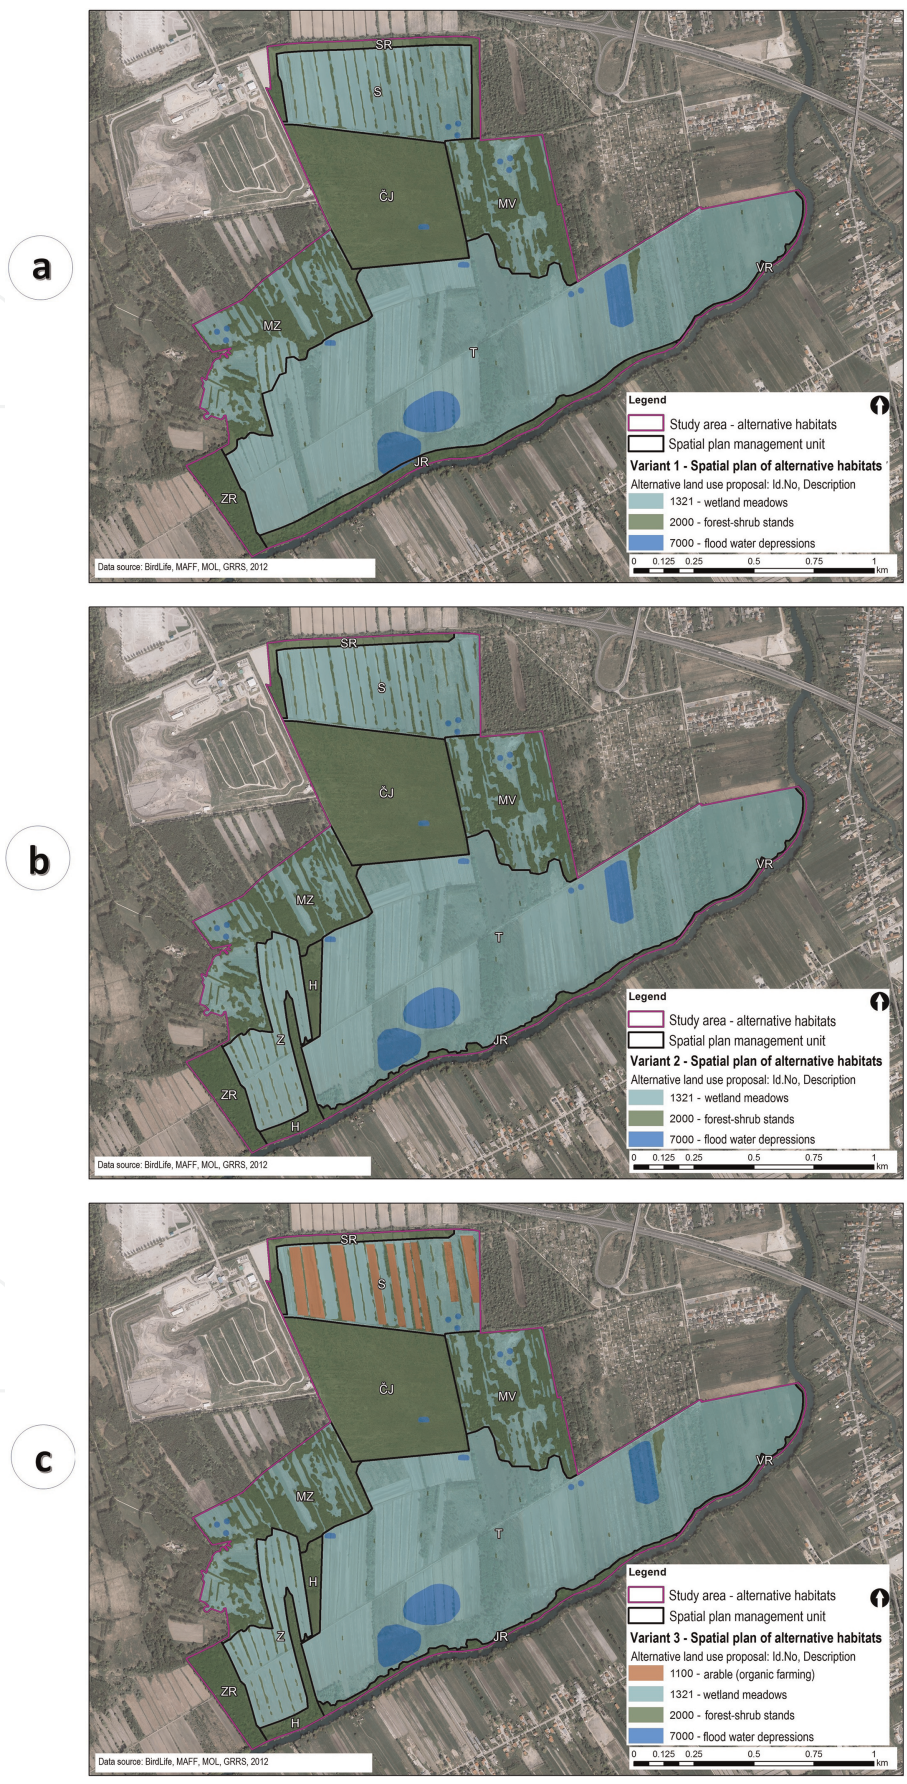 a
SR
S
ČJ
MV
VR
MZ
T
JR
ZR
Legend
Study area - alternative habitats
Spatial plan management unit
Variant 1 - Spatial plan of alternative habitats
Alternative land use proposal: Id.No, Description
1321 - wetland meadows
2000 - forest-shrub stands
7000 - flood water depressions
0 0.125 0.25 0.5 0.75 1
km
Data source: BirdLife, MAFF, MOL, GRRS, 2012
b
SR
S
ČJ
MV
VR
MZ
T
H
Z
JR
ZR
H
Legend
Study area - alternative habitats
Spatial plan management unit
Variant 2 - Spatial plan of alternative habitats
Alternative land use proposal: Id.No, Description
1321 - wetland meadows
2000 - forest-shrub stands
7000 - flood water depressions
0 0.125 0.25 0.5 0.75 1
km
Data source: BirdLife, MAFF, MOL, GRRS, 2012
c
SR
S
ČJ
MV
VR
MZ
T
H
Z
JR
ZR
H
Legend
Study area - alternative habitats
Spatial plan management unit
Variant 3 - Spatial plan of alternative habitats
Alternative land use proposal: Id.No, Description
1100 - arable (organic farming)
1321 - wetland meadows
2000 - forest-shrub stands
7000 - flood water depressions
0 0.125 0.25 0.5 0.75 1
km
Data source: BirdLife, MAFF, MOL, GRRS, 2012